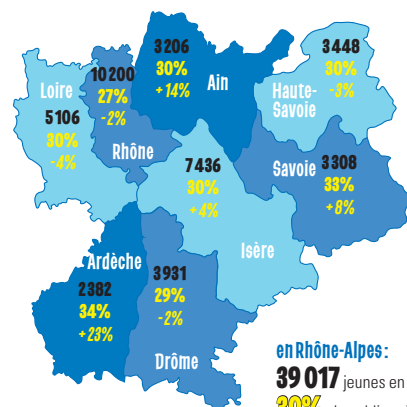 3206
30%
+14%
Ain
3448
30%
-3%
Haute-
Savoie
10200
27%
-2%
Rhône
Loire
5106
30%
-4%
7436
30%
+4%
Isère
Savoie
3308
33%
+8%
Ardèche
2382
34%
+23%
3931
29%
-2%
Drôme
en Rhône-Alpes :
39 017 jeunes en
30%